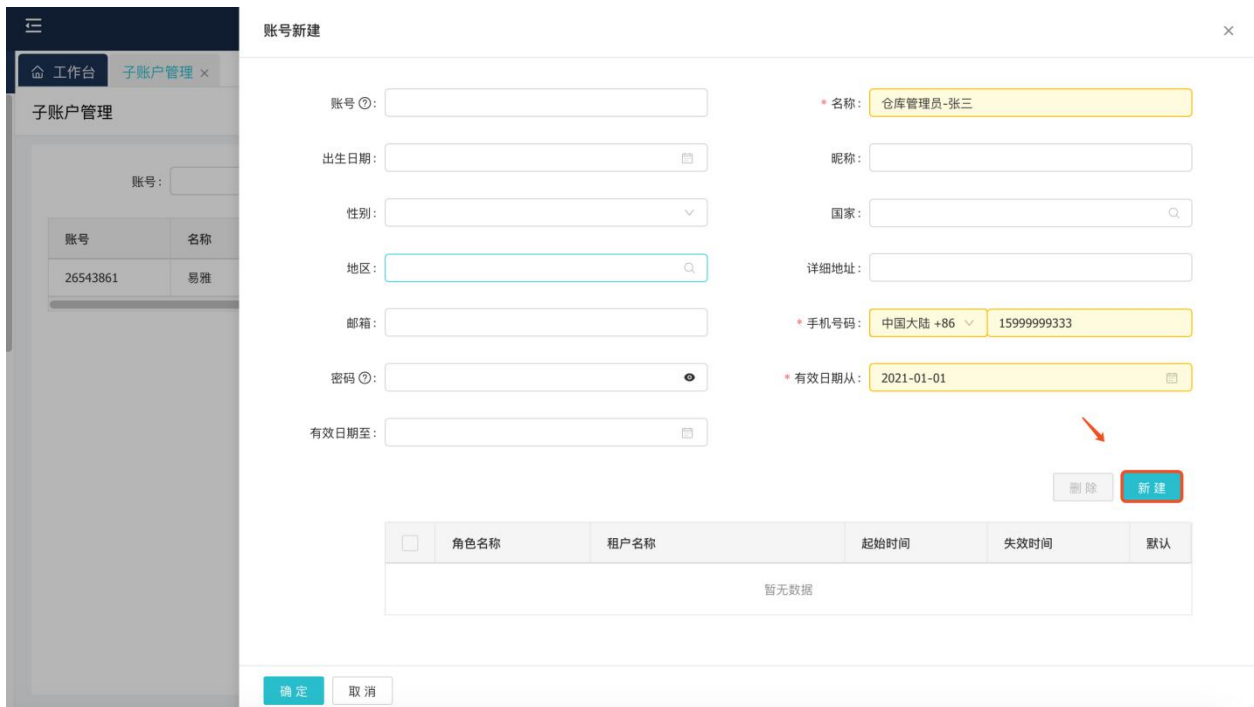 账号新建
工作台 子账户管理
子账户管理
账号:
账号 名称
26543861 易雅
账号 : * 名称: 仓库管理员-张三
出生日期: 昵称:
性别: 国家:
地区: 详细地址:
邮箱: * 手机号码: 中国大陆 +86 15999999333
密码 : * 有效日期从: 2021-01-01
有效日期至:
删除 新建
角色名称 租户名称 起始时间 失效时间 默认
暂无数据
确定 取消